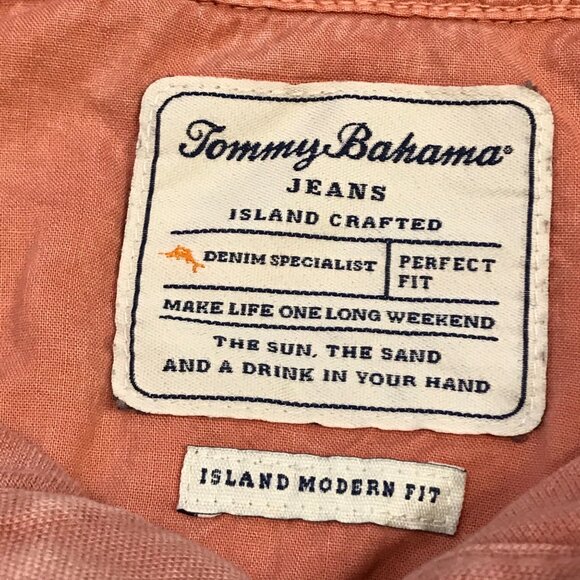 Tommy Bahama®
JEANS
ISLAND CRAFTED
DENIM SPECIALIST
PERFECT
FIT
MAKE LIFE ONE LONG WEEKEND
THE SUN, THE SAND
AND A DRINK IN YOUR HAND
ISLAND MODERN FIT